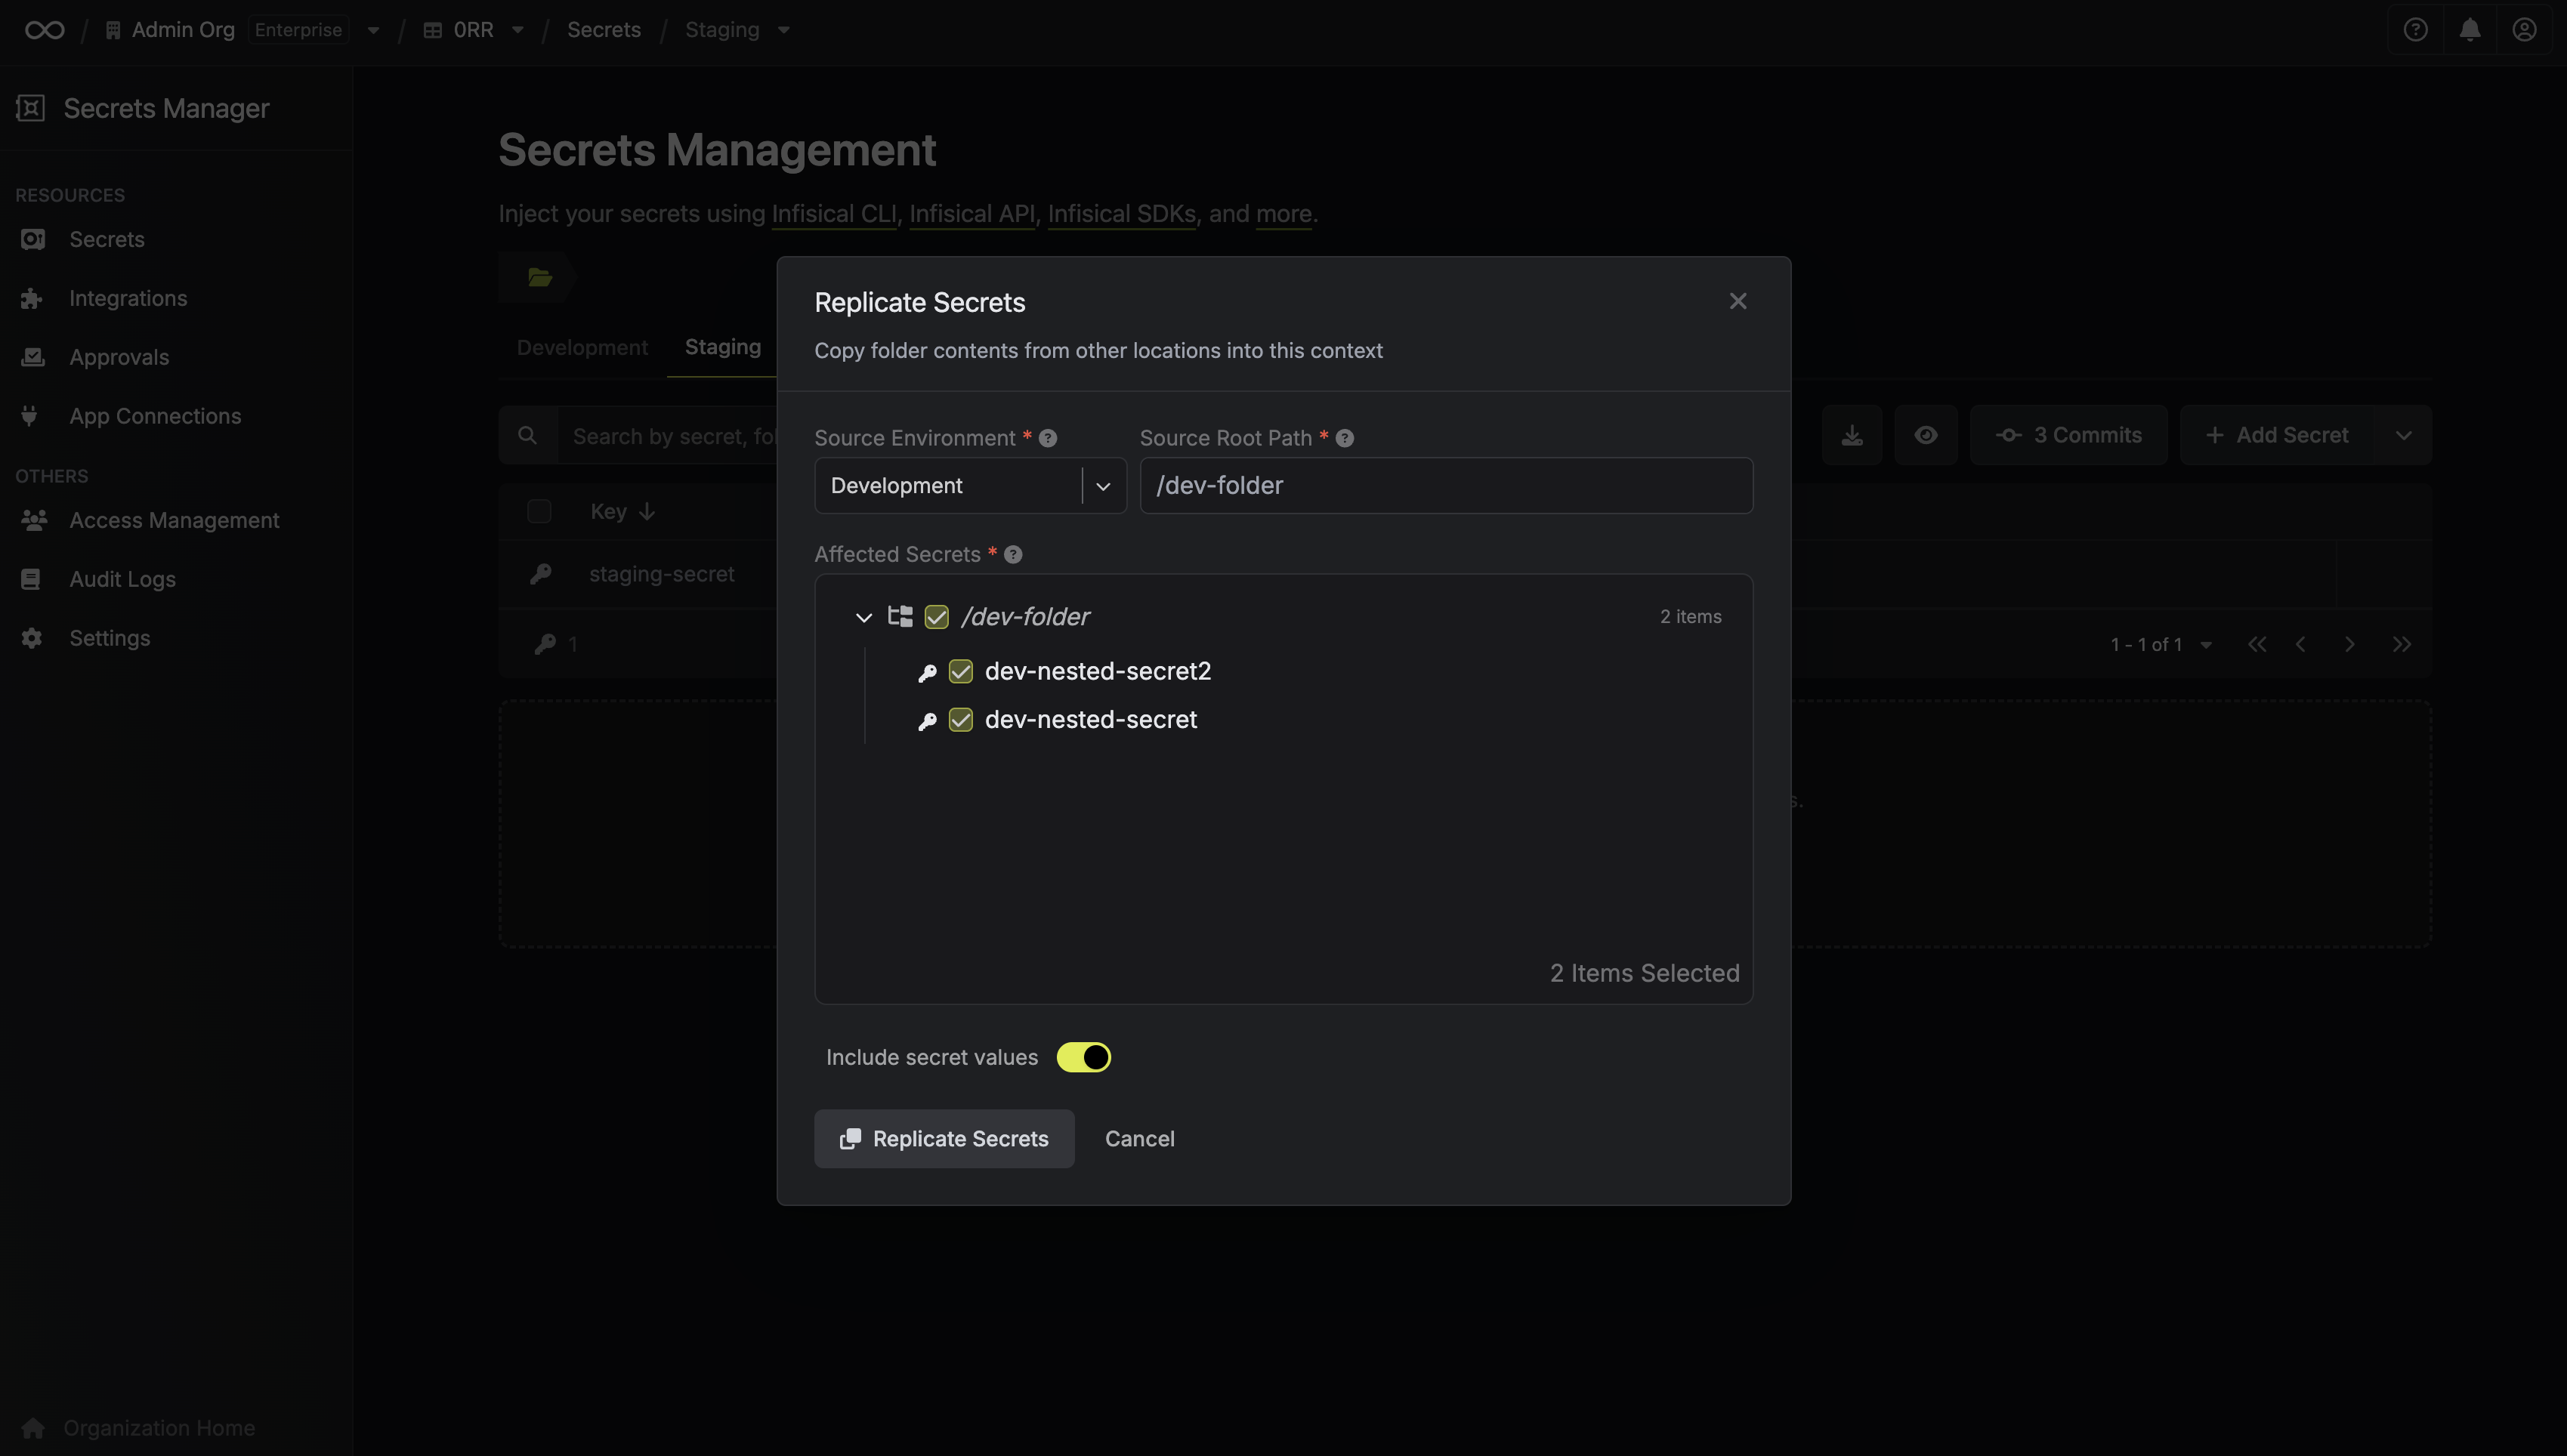 Admin Org Enterprise / 0RR / Secrets / Staging
Secrets Manager
RESOURCES
Secrets
Integrations
Approvals
App Connections
OTHERS
Access Management
Audit Logs
Settings
Organization Home
Secrets Management
Inject your secrets using Infisical CLI, Infisical API, Infisical SDKs, and more.
Development Staging
Search by secret, fol
3 Commits
Add Secret
Key
staging-secret
1
1 - 1 of 1
s.
Replicate Secrets
Copy folder contents from other locations into this context
Source Environment * Source Root Path *
Development /dev-folder
Affected Secrets *
/dev-folder 2 items
dev-nested-secret2
dev-nested-secret
2 Items Selected
Include secret values
Replicate Secrets Cancel